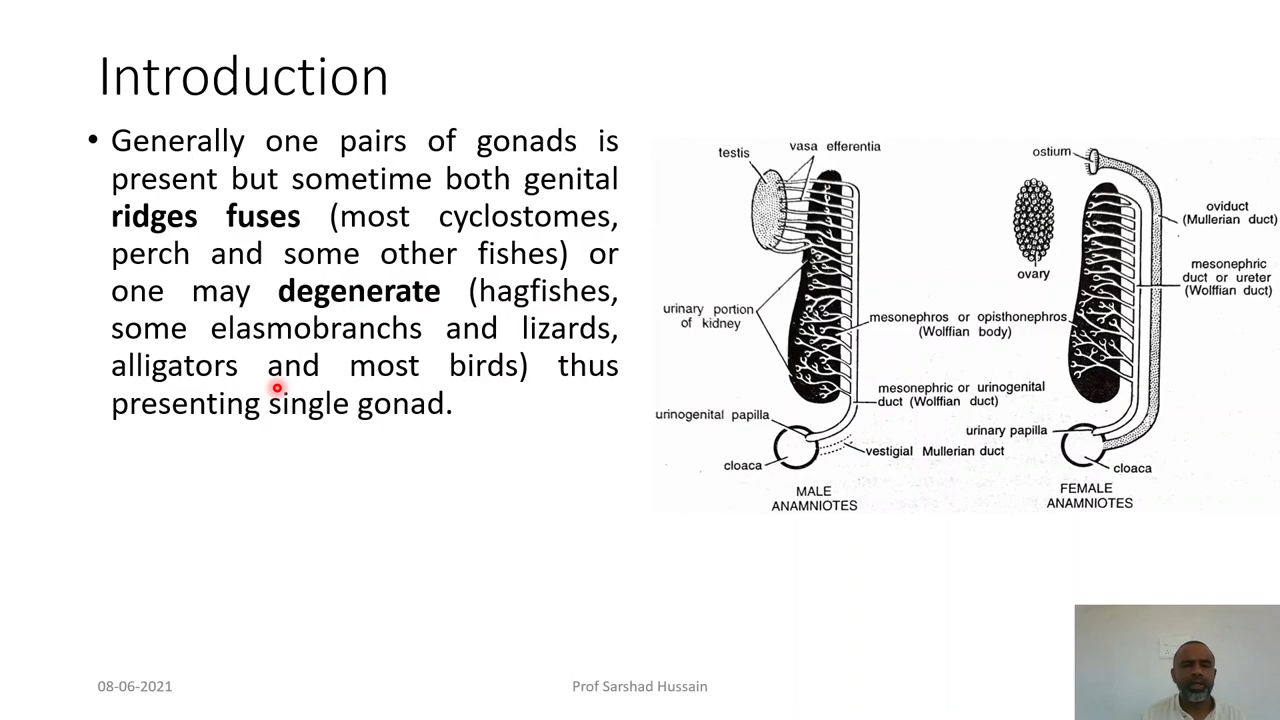 Introduction
• Generally one pairs of gonads is
present but sometime both genital
ridges fuses (most cyclostomes,
perch and some other fishes) or
one may degenerate (hagfishes,
some elasmobranchs and lizards,
alligators and most birds) thus
presenting single gonad.
testis
vasa efferentia
urinary portion
of kidney
mesonephros or opisthonephros
(Wolffian body)
mesonephric or urinogenital
duct (Wolffian duct)
urinogenital papilla
vestigial Mullerian duct
cloaca
MALE
ANAMNIOTES
ostium
ovary
oviduct
(Mullerian duct)
mesonephric
duct or ureter
(Wolffian duct)
urinary papilla
cloaca
FEMALE
ANAMNIOTES
08-06-2021
Prof Sarshad Hussain